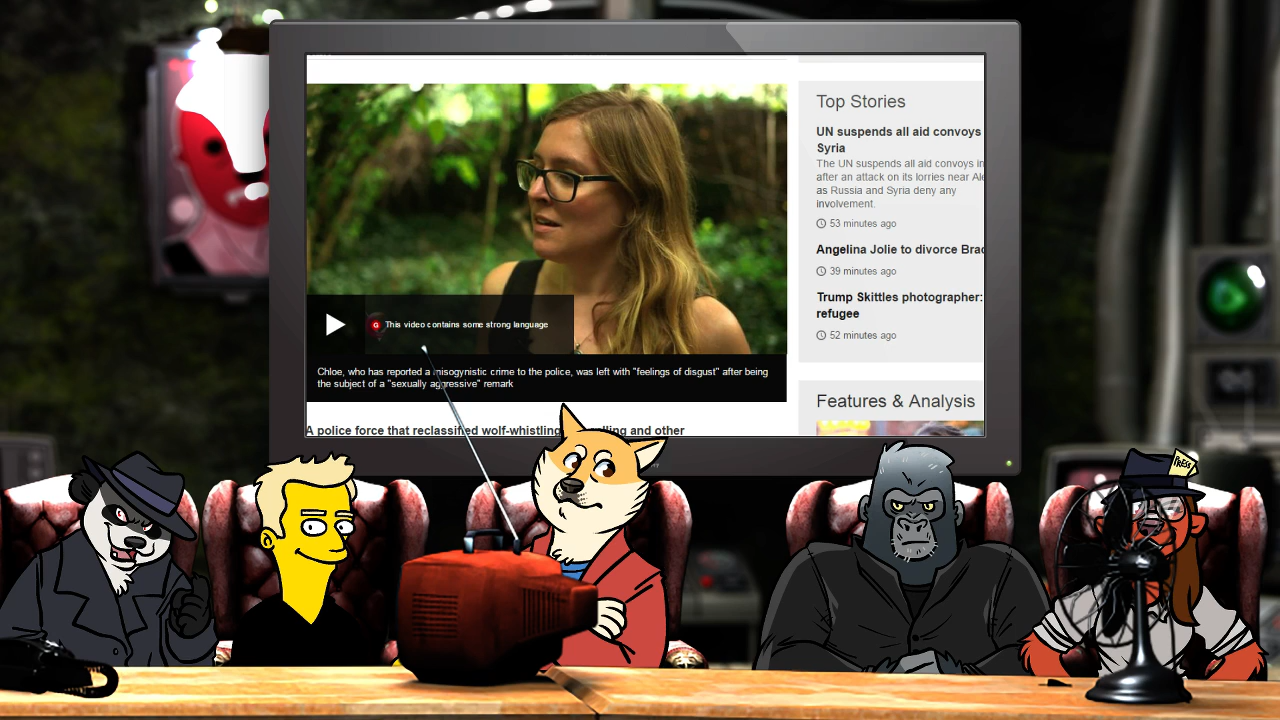 Top Stories
UN suspends all aid convoys
Syria
The UN suspends all aid convoys in
after an attack on its lorries near Ale
as Russia and Syria deny any
involvement.
53 minutes ago
Angelina Jolie to divorce Brad
39 minutes ago
Trump Skittles photographer:
refugee
52 minutes ago
Features & Analysis
G This video contains some strong language
Chloe, who has reported a misogynistic crime to the police, was left with "feelings of disgust" after being
the subject of a "sexually aggressive" remark
A police force that reclassified wolf-whistling, and other
PRESS